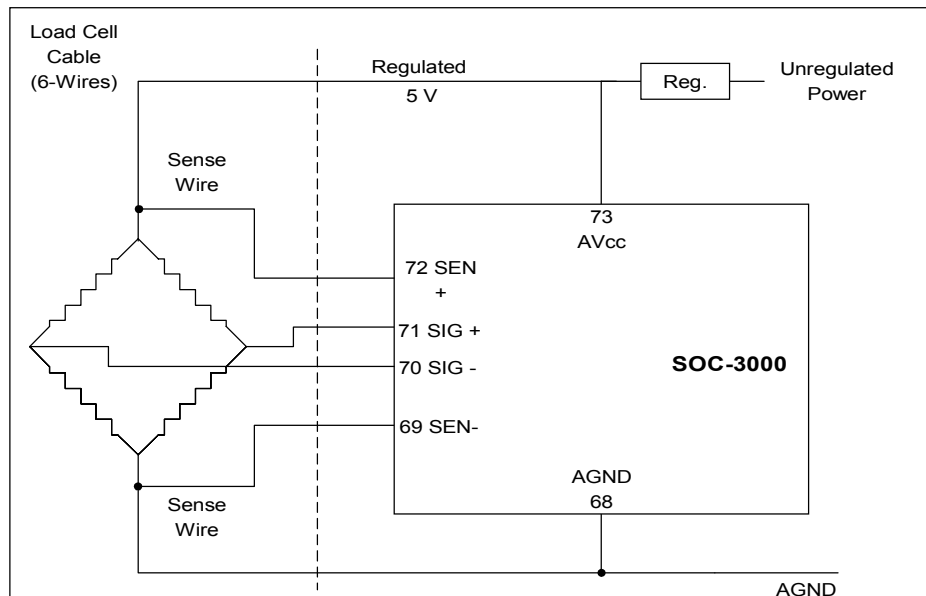 Load Cell
Cable
(6-Wires)
Regulated
5 V
Reg.
Unregulated
Power
Sense
Wire
73
AVcc
72 SEN
+
71 SIG +
70 SIG -
SOC-3000
69 SEN-
AGND
68
Sense
Wire
AGND